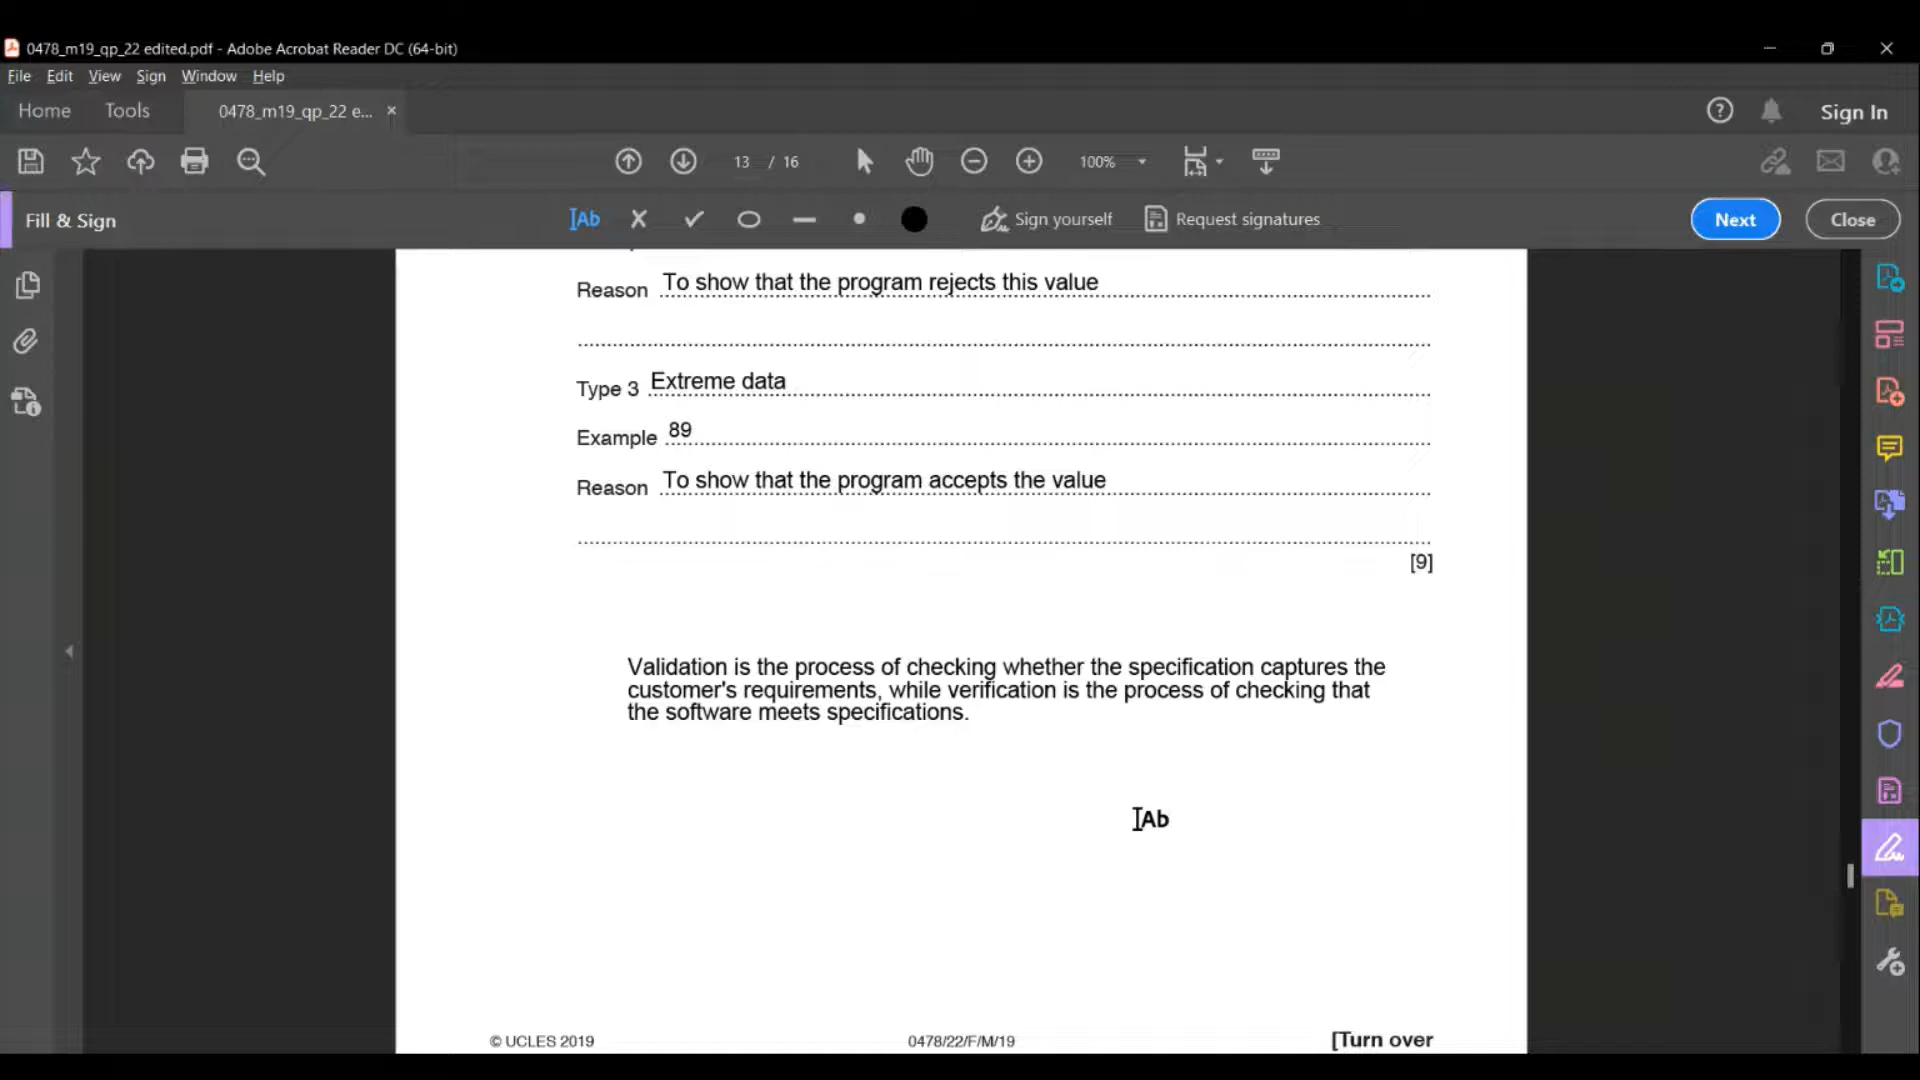 0478_m19_qp_22 edited.pdf - Adobe Acrobat Reader DC (64-bit)
File Edit View Sign Window Help
Home Tools 0478_m19_qp_22 e... × Sign In
13 / 16 100%
Fill & Sign Ab Sign yourself Request signatures Next Close
Reason To show that the program rejects this value
Type 3 Extreme data
Example 89
Reason To show that the program accepts the value
[9]
Validation is the process of checking whether the specification captures the
customer's requirements, while verification is the process of checking that
the software meets specifications.
Ab
© UCLES 2019 0478/22/F/M/19 [Turn over